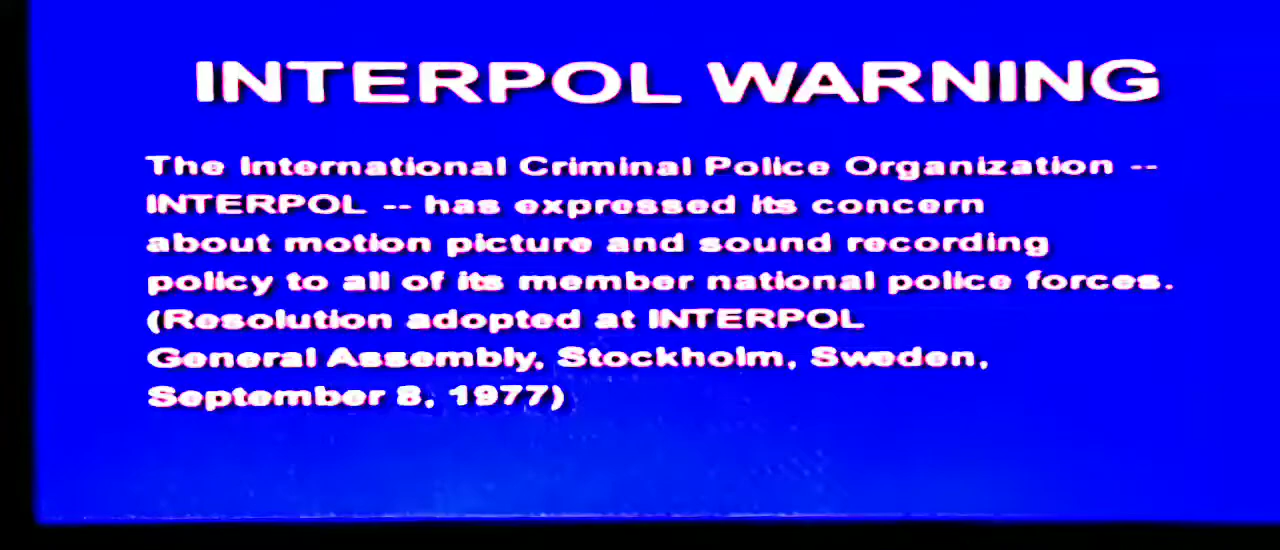 INTERPOL WARNING
The International Criminal Police Organization --
INTERPOL -- has expressed its concern
about motion picture and sound recording
policy to all of its member national police forces.
(Resolution adopted at INTERPOL
General Assembly, Stockholm, Sweden,
September 8, 1977)